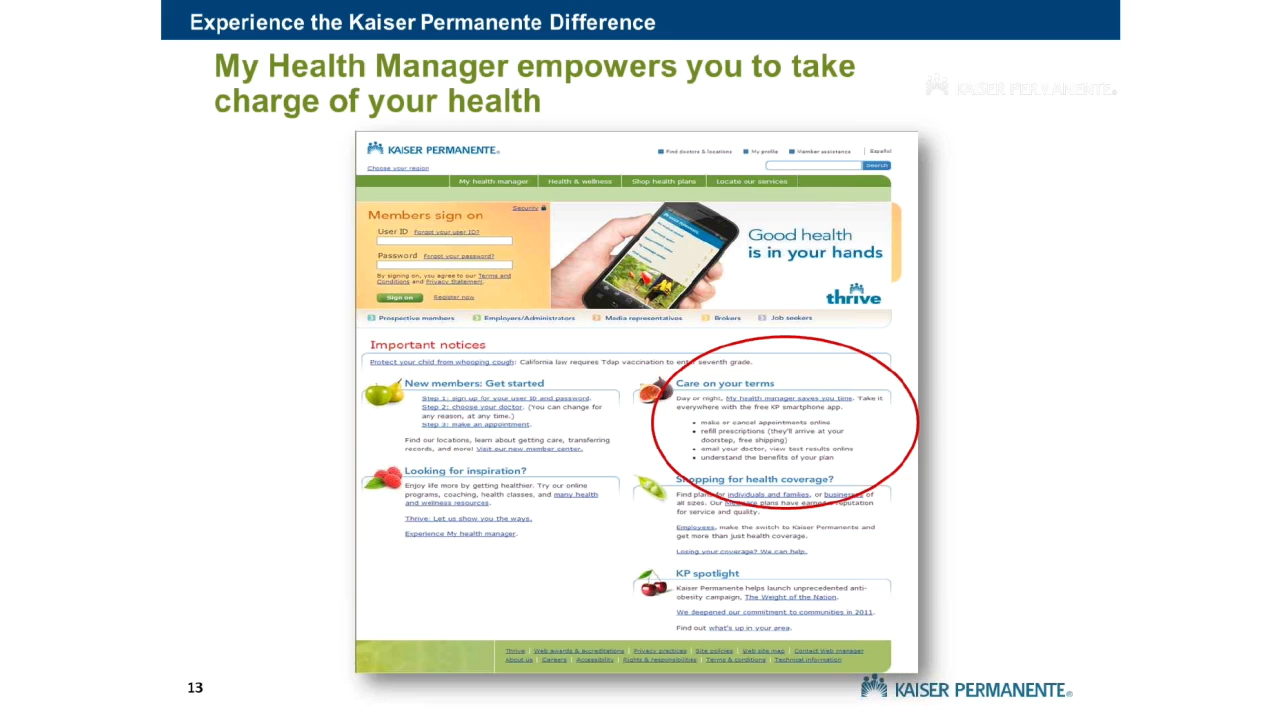 Experience the Kaiser Permanente Difference
My Health Manager empowers you to take
charge of your health
KAISER PERMANENTE®
KAISER PERMANENTE®
Find doctors & locations
My profile
Member assistance
Español
Choose your region
Search
My health manager
Health & wellness
Shop health plans
Locate our services
Members sign on
Security
User ID Forgot your user ID?
Password Forgot your password?
By signing on, you agree to our Terms and
Conditions and Privacy Statement.
Sign on
Register now
Good health
is in your hands
thrive
Prospective members
Employers/Administrators
Media representatives
Brokers
Job seekers
Important notices
Protect your child from whooping cough: California law requires Tdap vaccination to enter seventh grade.
New members: Get started
Step 1: sign up for your user ID and password.
Step 2: choose your doctor. (You can change for
any reason, at any time.)
Step 3: make an appointment.
Find our locations, learn about getting care, transferring
records, and more! Visit our new member center.
Looking for inspiration?
Enjoy life more by getting healthier. Try our online
programs, coaching, health classes, and many health
and wellness resources.
Thrive: Let us show you the ways.
Experience My health manager.
Care on your terms
Day or night, My health manager saves you time. Take it
everywhere with the free KP smartphone app.
• make or cancel appointments online
• refill prescriptions (they'll arrive at your
doorstep, free shipping)
• email your doctor, view test results online
• understand the benefits of your plan
Shopping for health coverage?
Find plans for individuals and families, or businesses of
all sizes. Our Medicare plans have earned a reputation
for service and quality.
Employees, make the switch to Kaiser Permanente and
get more than just health coverage.
Losing your coverage? We can help.
KP spotlight
Kaiser Permanente helps launch unprecedented anti-
obesity campaign, The Weight of the Nation.
We deepened our commitment to communities in 2011.
Find out what's up in your area.
Thrive | Web awards & accreditations | Privacy practices | Site policies | Web site map | Contact Web manager
About us | Careers | Accessibility | Rights & responsibilities | Terms & conditions | Technical information
13
KAISER PERMANENTE®